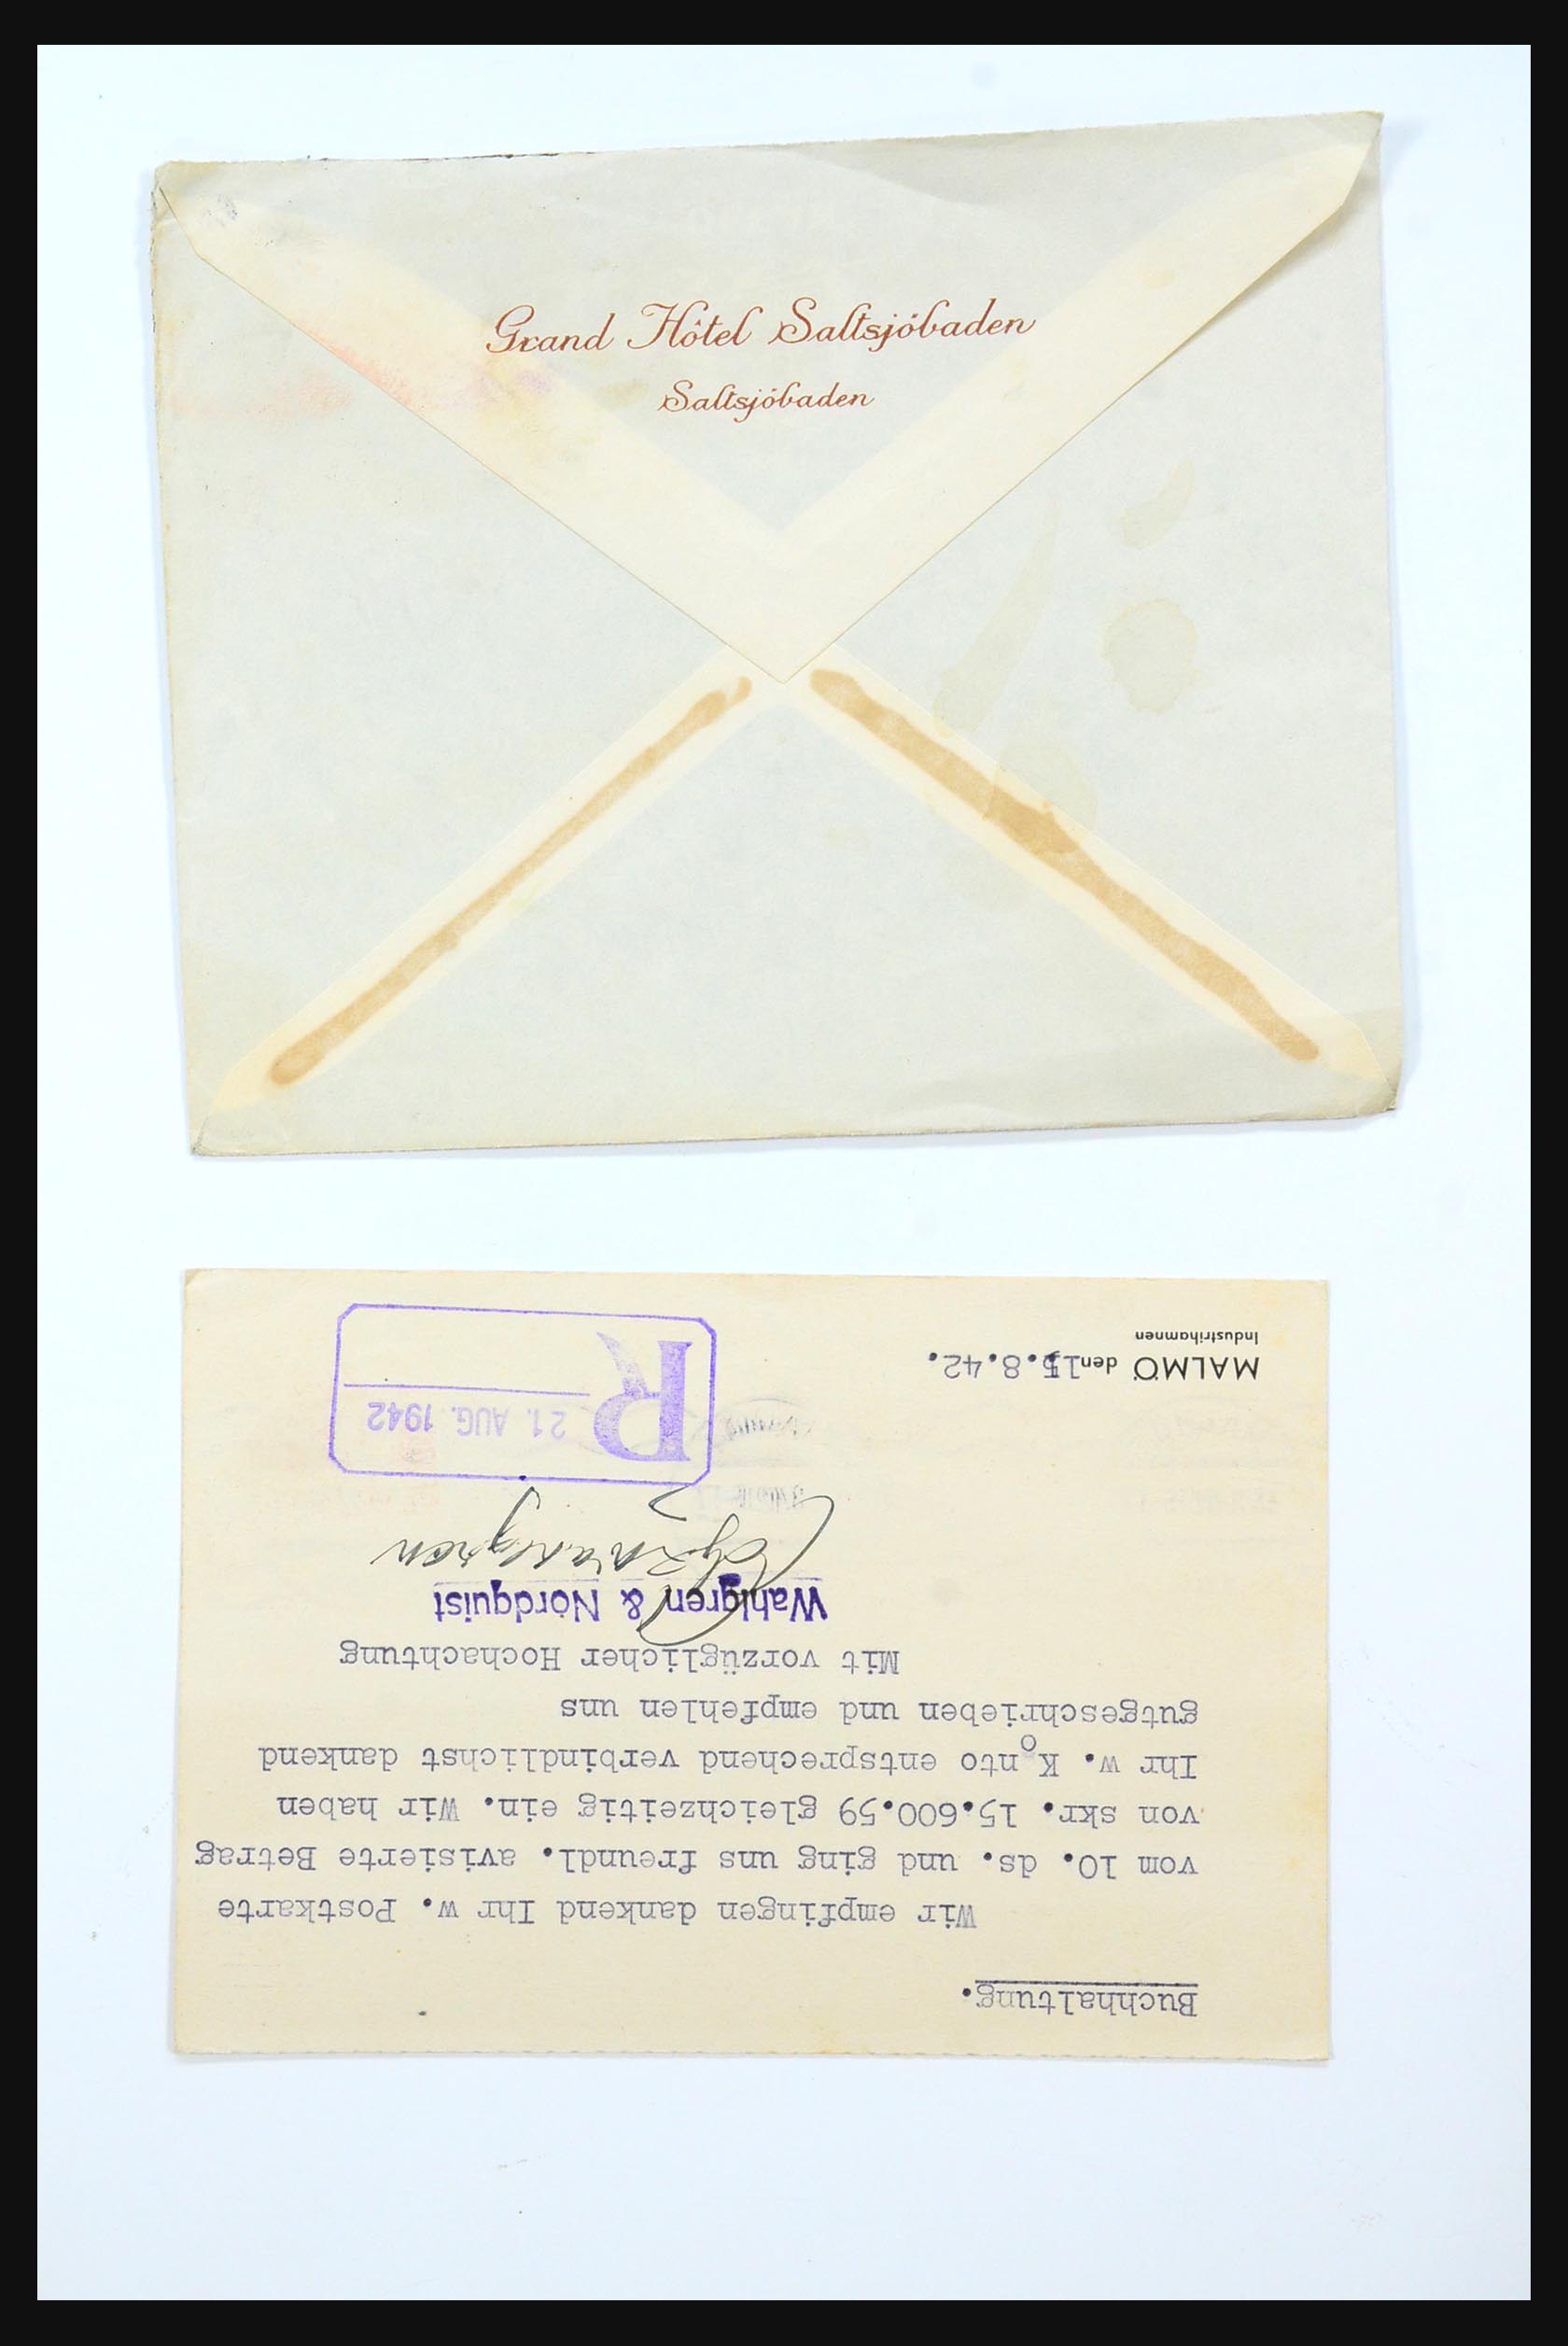 Grand Hôtel Saltsjöbaden
Saltsjöbaden
MALMÖ den 15.8.42.
Industrihamnen
Buchhaltung.
Wir empfingen dankend Ihr w. Postkarte
vom 10. ds. und ging uns freundl. avisierte Betrag
von skr. 15.600.59 gleichzeitig ein. Wir haben
Ihr w. Konto entsprechend verbindlichst dankend
gutgeschrieben und empfehlen uns
Mit vorzüglicher Hochachtung
Wahlgren & Nordquist
R
21. AUG. 1942